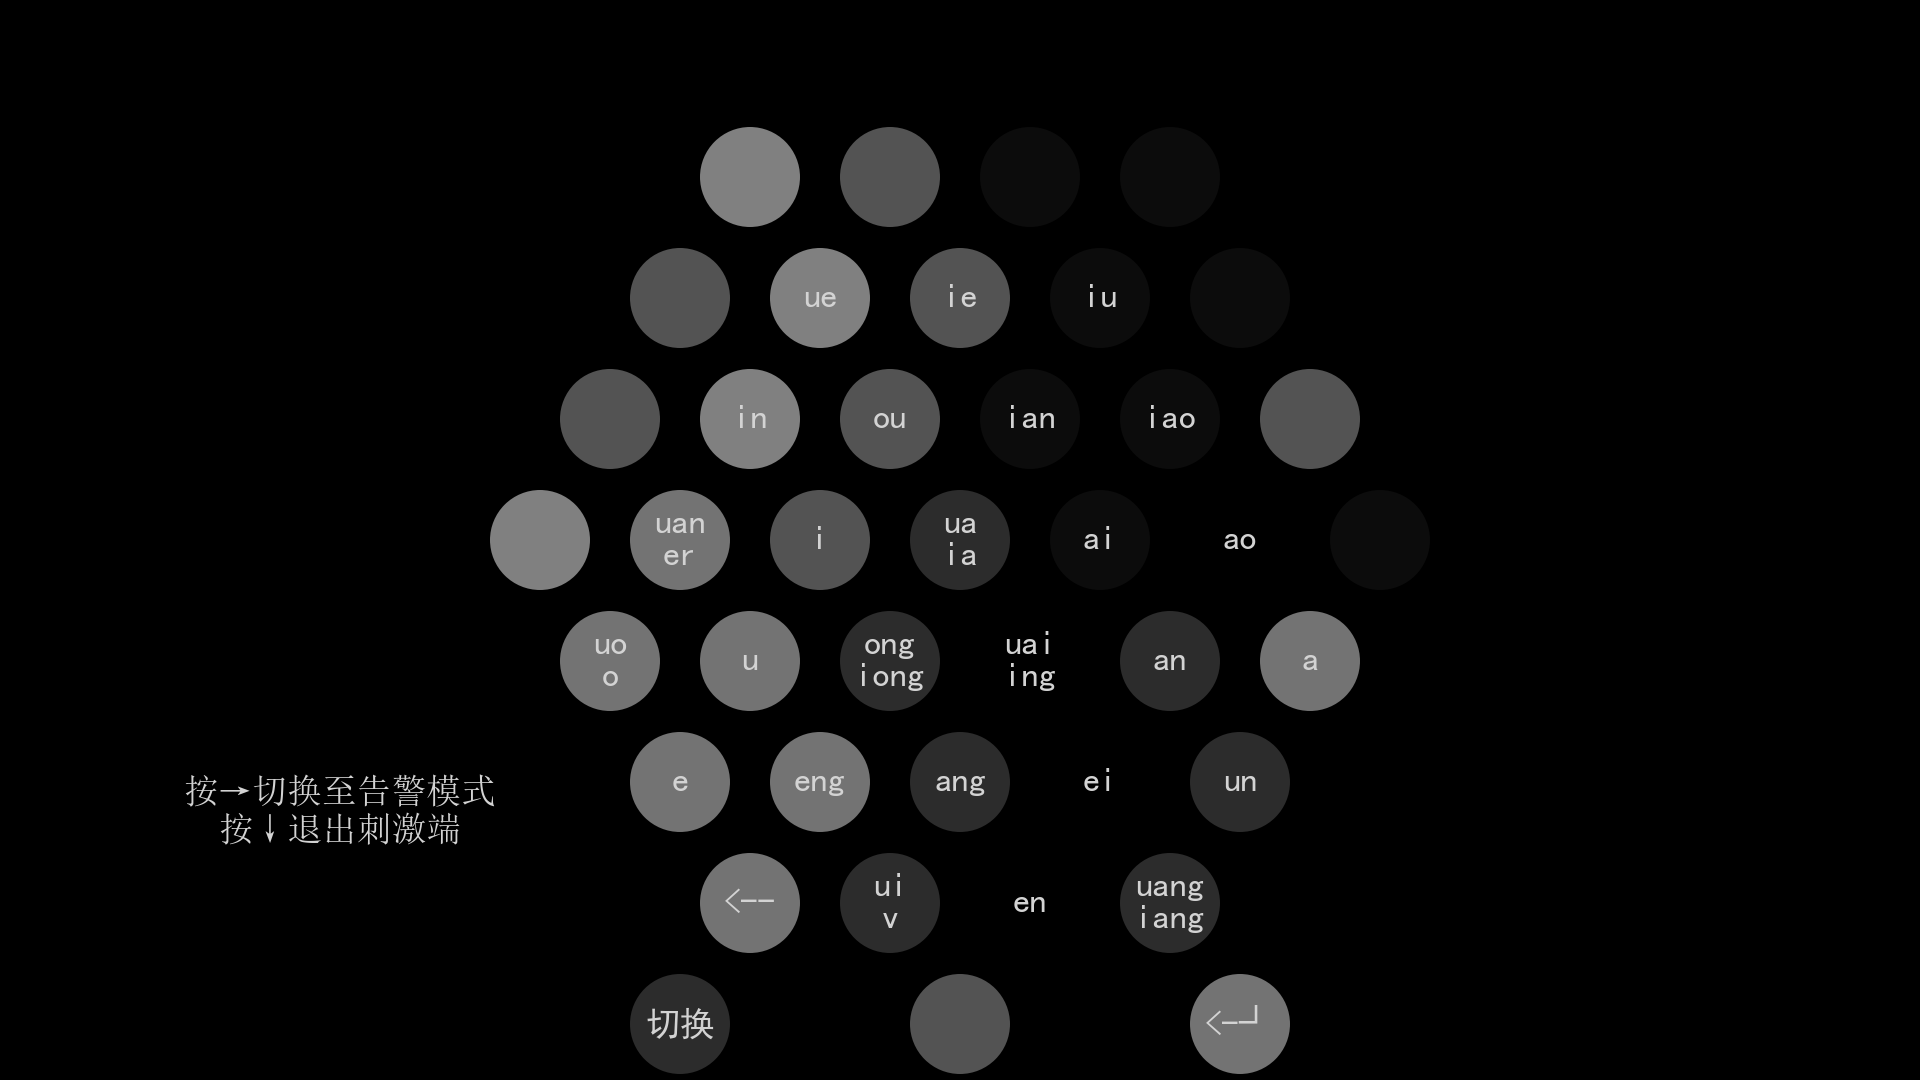 ue ie iu
in ou ian iao
uan
er
i
ua
ia
ai ao
uo
o
u
ong
iong
uai
ing
an a
e eng ang ei un
<--
ui
v
en
uang
iang
切换
<-┘
按→切换至告警模式
按↓退出刺激端